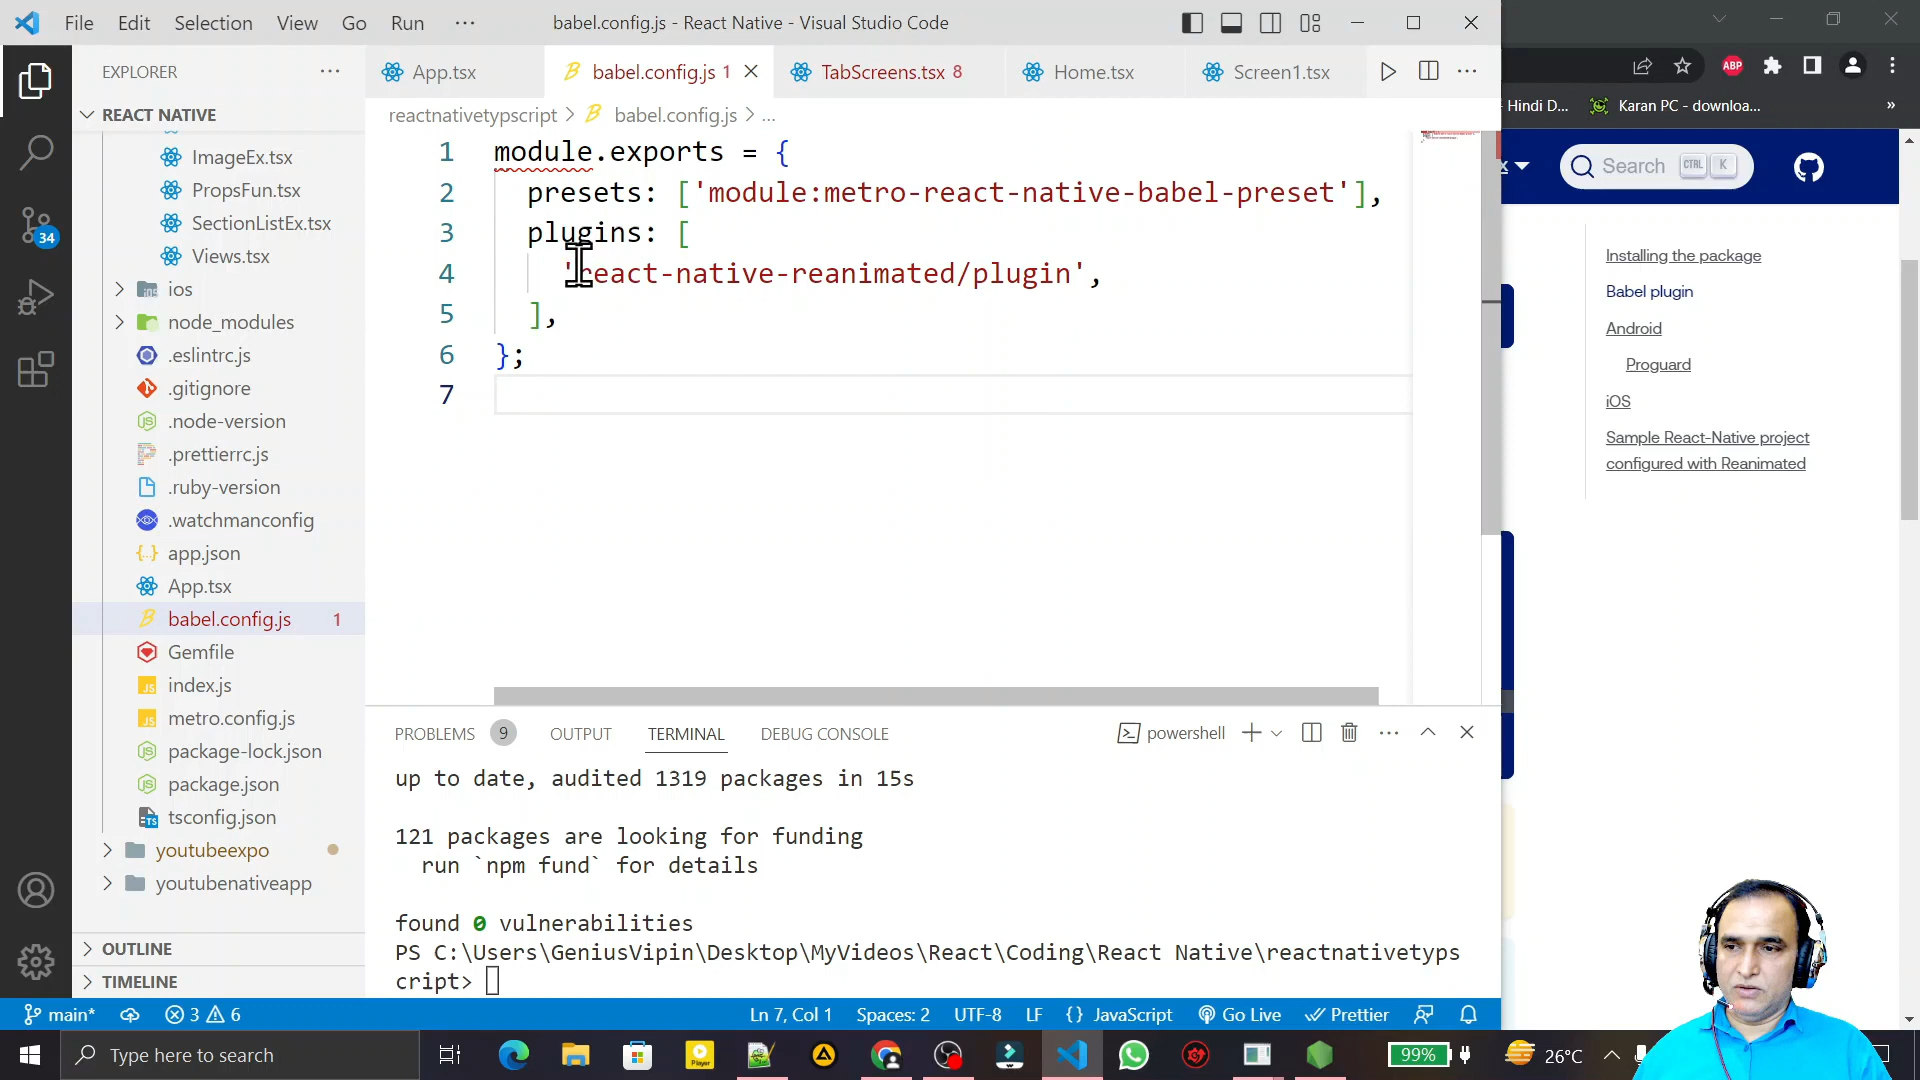 File Edit Selection View Go Run ··· babel.config.js - React Native - Visual Studio Code
EXPLORER ···
App.tsx babel.config.js 1 TabScreens.tsx 8 Home.tsx Screen1.tsx ···
REACT NATIVE
reactnativetypscript > babel.config.js > ...
ImageEx.tsx
PropsFun.tsx
SectionListEx.tsx
Views.tsx
ios
node_modules
.eslintrc.js
.gitignore
.node-version
.prettierrc.js
.ruby-version
.watchmanconfig
app.json
App.tsx
babel.config.js 1
Gemfile
index.js
metro.config.js
package-lock.json
package.json
tsconfig.json
youtubeexpo
youtubenativeapp
OUTLINE
TIMELINE
34
1 module.exports = {
2 presets: ['module:metro-react-native-babel-preset'],
3 plugins: [
4 'react-native-reanimated/plugin',
5 ],
6 };
7
PROBLEMS 9 OUTPUT TERMINAL DEBUG CONSOLE powershell
up to date, audited 1319 packages in 15s
121 packages are looking for funding
run `npm fund` for details
found 0 vulnerabilities
PS C:\Users\GeniusVipin\Desktop\MyVideos\React\Coding\React Native\reactnativetyps
cript>
main* 3 6 Ln 7, Col 1 Spaces: 2 UTF-8 LF {} JavaScript Go Live Prettier
ABP
Hindi D... Karan PC - downloa... »
x Search CTRL K
Installing the package
Babel plugin
Android
Proguard
iOS
Sample React-Native project
configured with Reanimated
Type here to search Player 99% 26°C